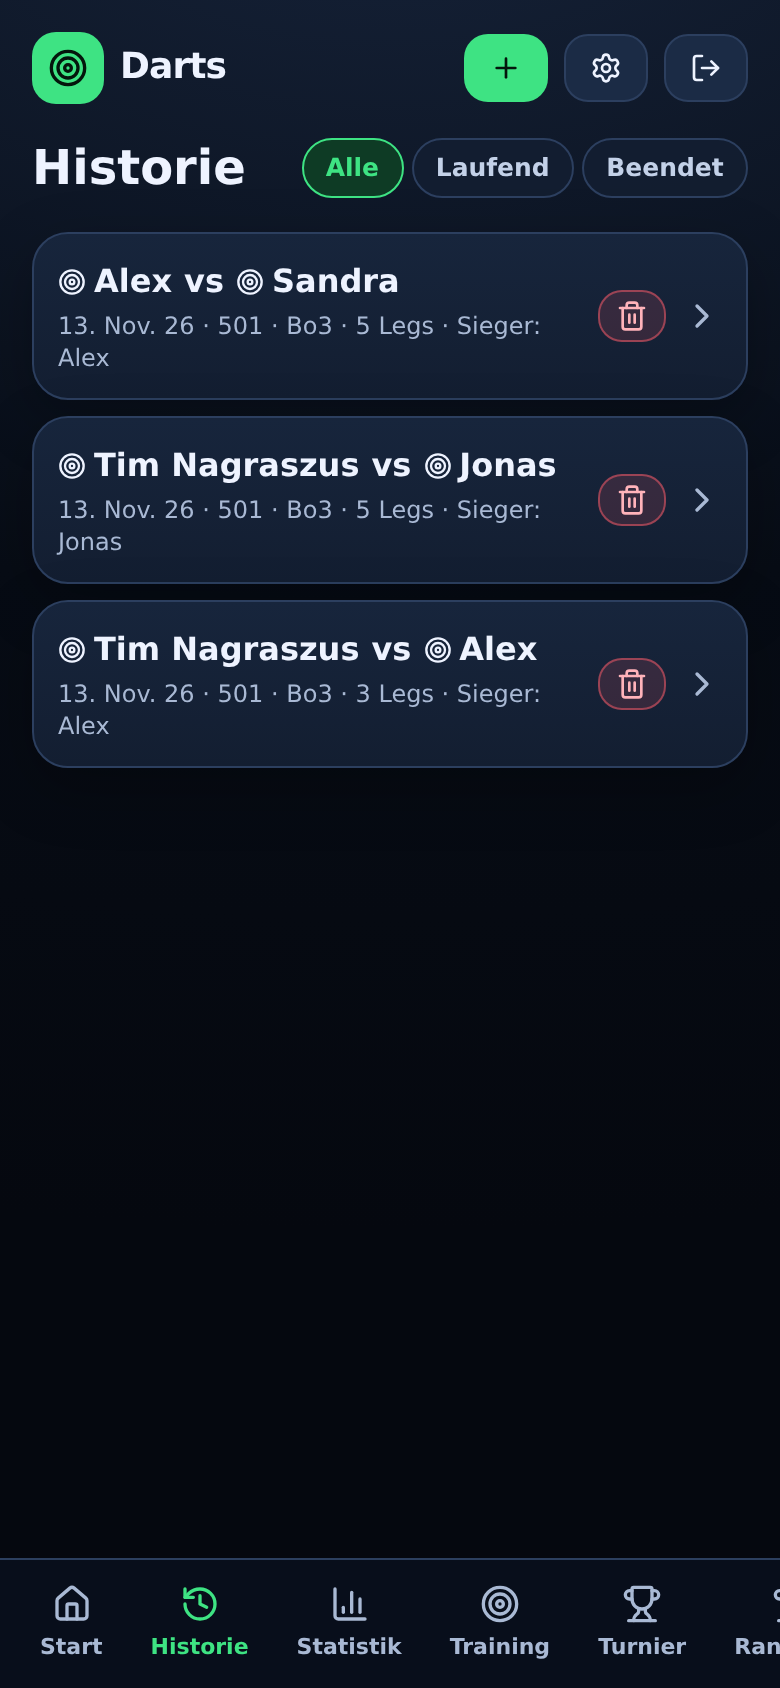 Darts
Historie
Alle
Laufend
Beendet
Alex vs Sandra
13. Nov. 26 · 501 · Bo3 · 5 Legs · Sieger:
Alex
Tim Nagraszus vs Jonas
13. Nov. 26 · 501 · Bo3 · 5 Legs · Sieger:
Jonas
Tim Nagraszus vs Alex
13. Nov. 26 · 501 · Bo3 · 3 Legs · Sieger:
Alex
Start
Historie
Statistik
Training
Turnier